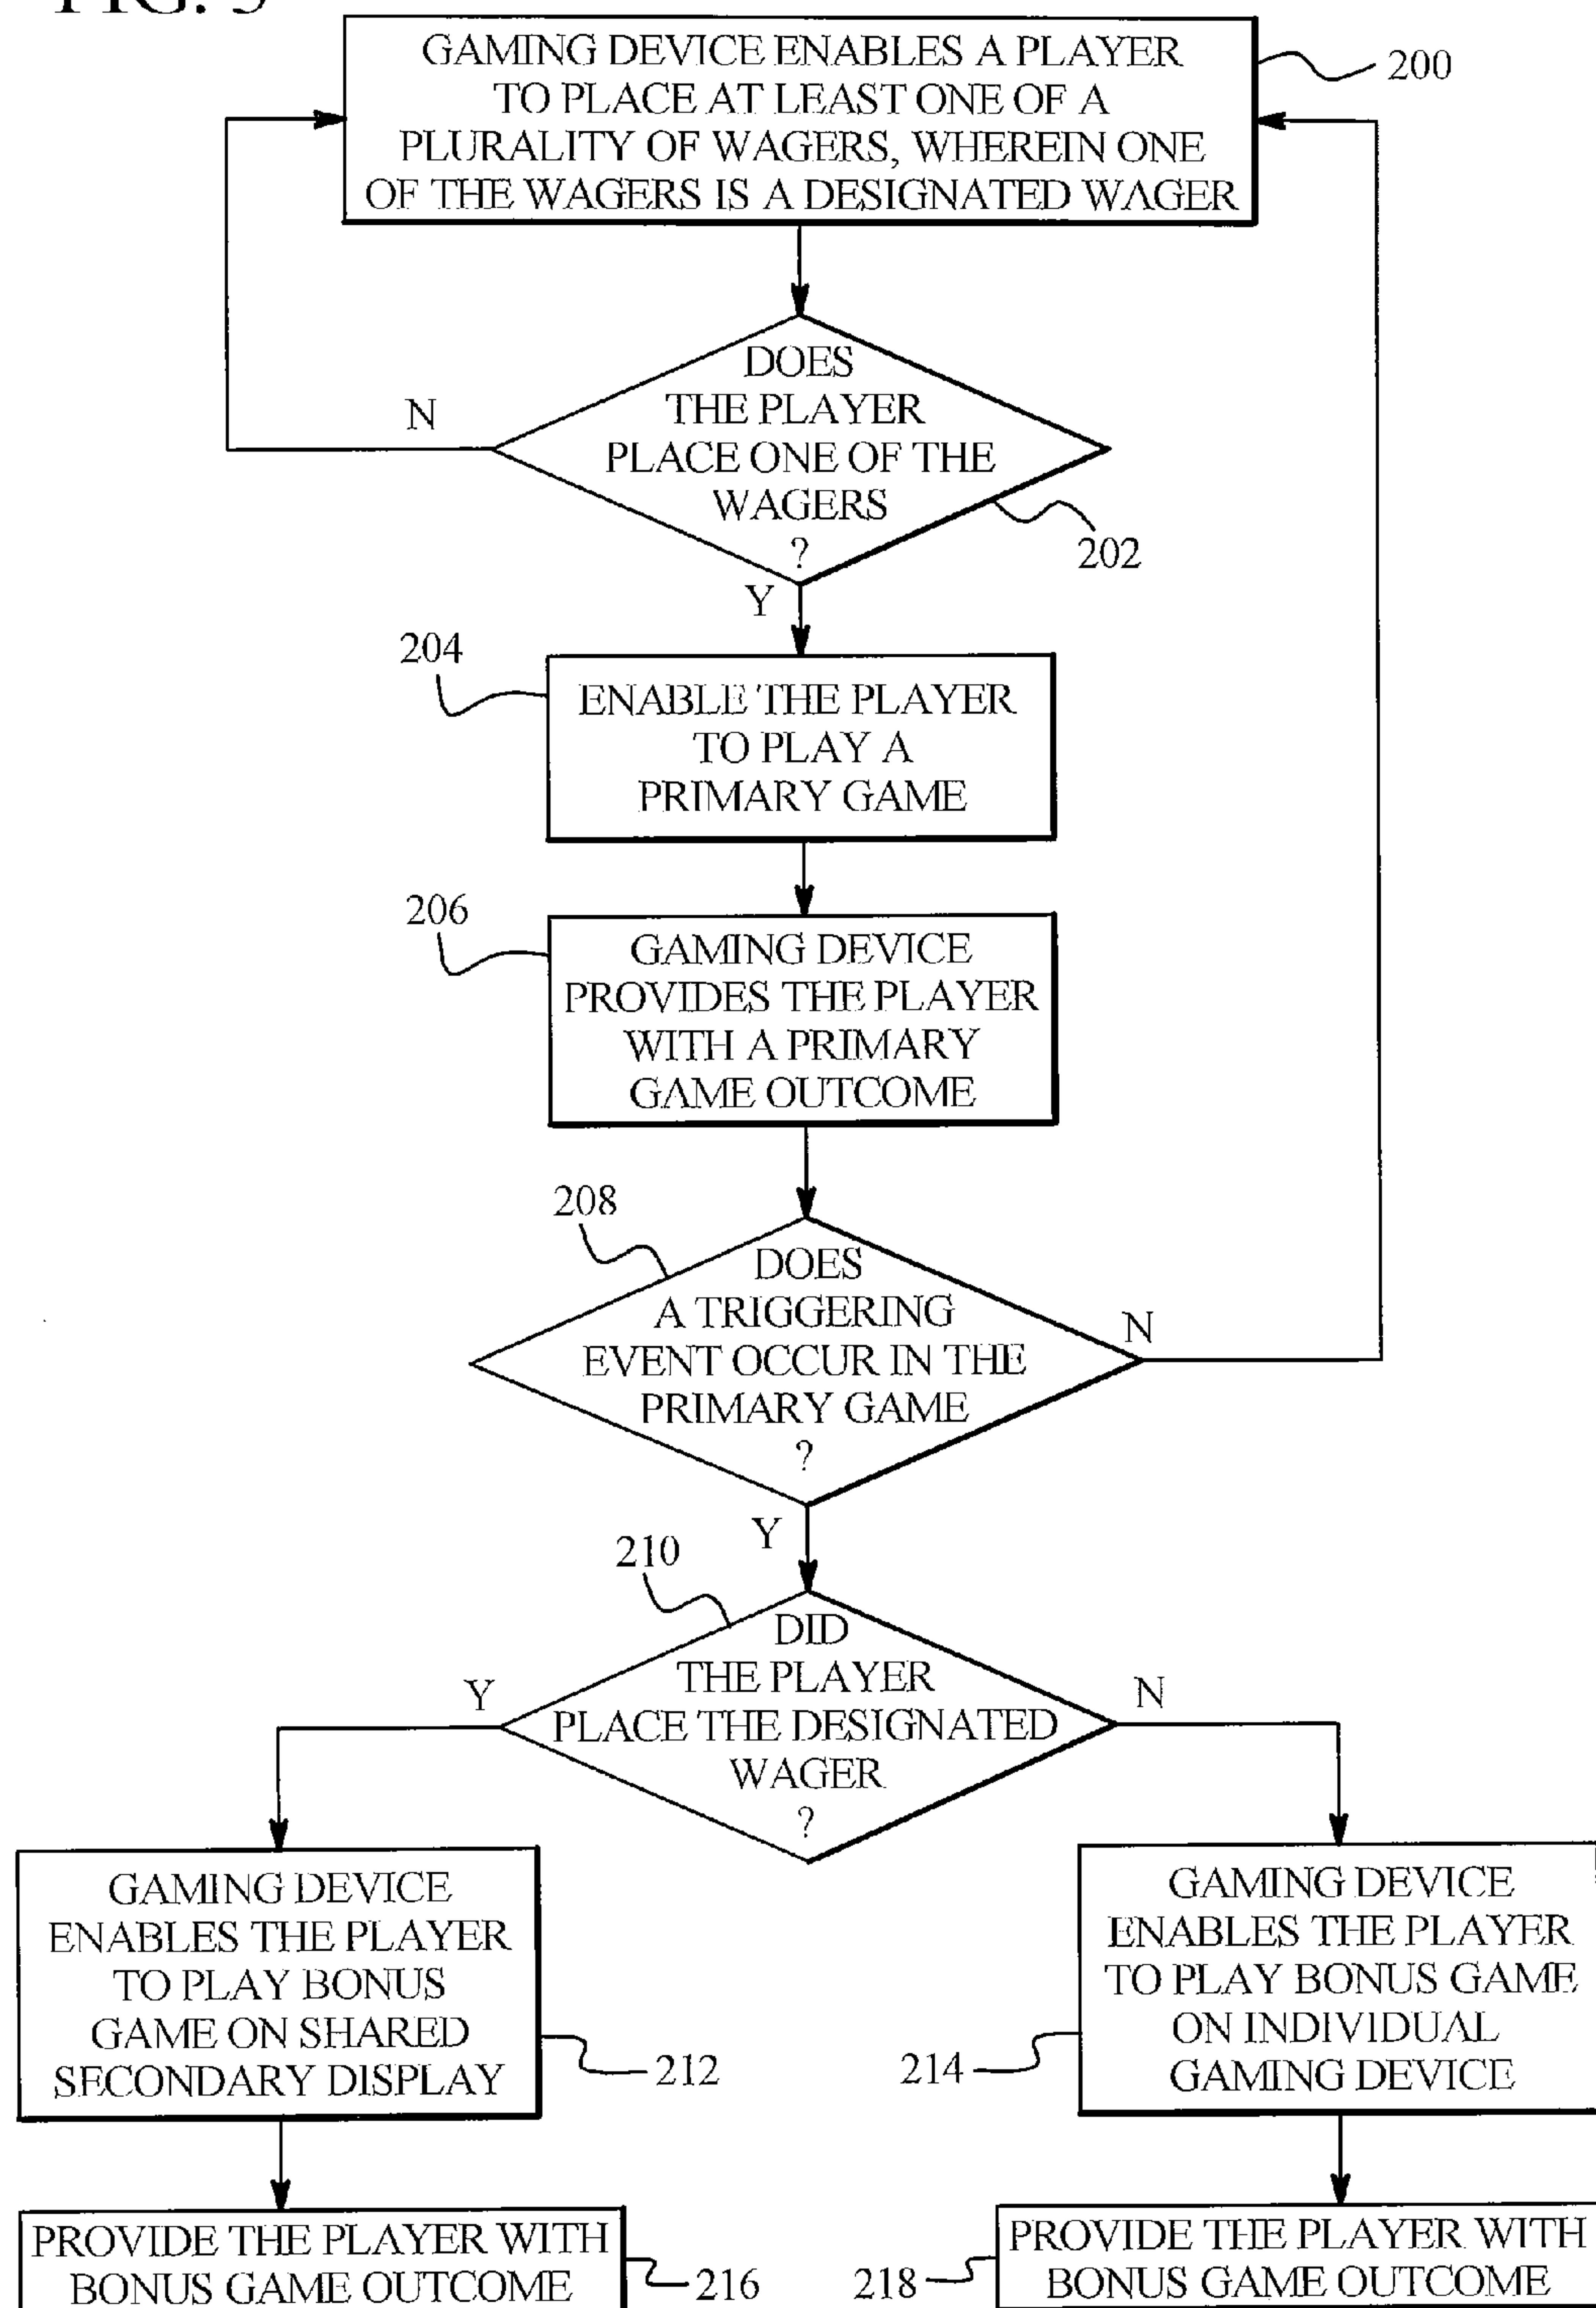 FIG. 5
GAMING DEVICE ENABLES A PLAYER
TO PLACE AT LEAST ONE OF A
PLURALITY OF WAGERS, WHEREIN ONE
OF THE WAGERS IS A DESIGNATED WAGER
200
DOES
THE PLAYER
PLACE ONE OF THE
WAGERS
?
N
202
Y
204
ENABLE THE PLAYER
TO PLAY A
PRIMARY GAME
206
GAMING DEVICE
PROVIDES THE PLAYER
WITH A PRIMARY
GAME OUTCOME
208
DOES
A TRIGGERING
EVENT OCCUR IN THE
PRIMARY GAME
?
N
Y
210
DID
THE PLAYER
PLACE THE DESIGNATED
WAGER
?
Y
N
GAMING DEVICE
ENABLES THE PLAYER
TO PLAY BONUS
GAME ON SHARED
SECONDARY DISPLAY
212
GAMING DEVICE
ENABLES THE PLAYER
TO PLAY BONUS GAME
ON INDIVIDUAL
GAMING DEVICE
214
PROVIDE THE PLAYER WITH
BONUS GAME OUTCOME
216
PROVIDE THE PLAYER WITH
BONUS GAME OUTCOME
218